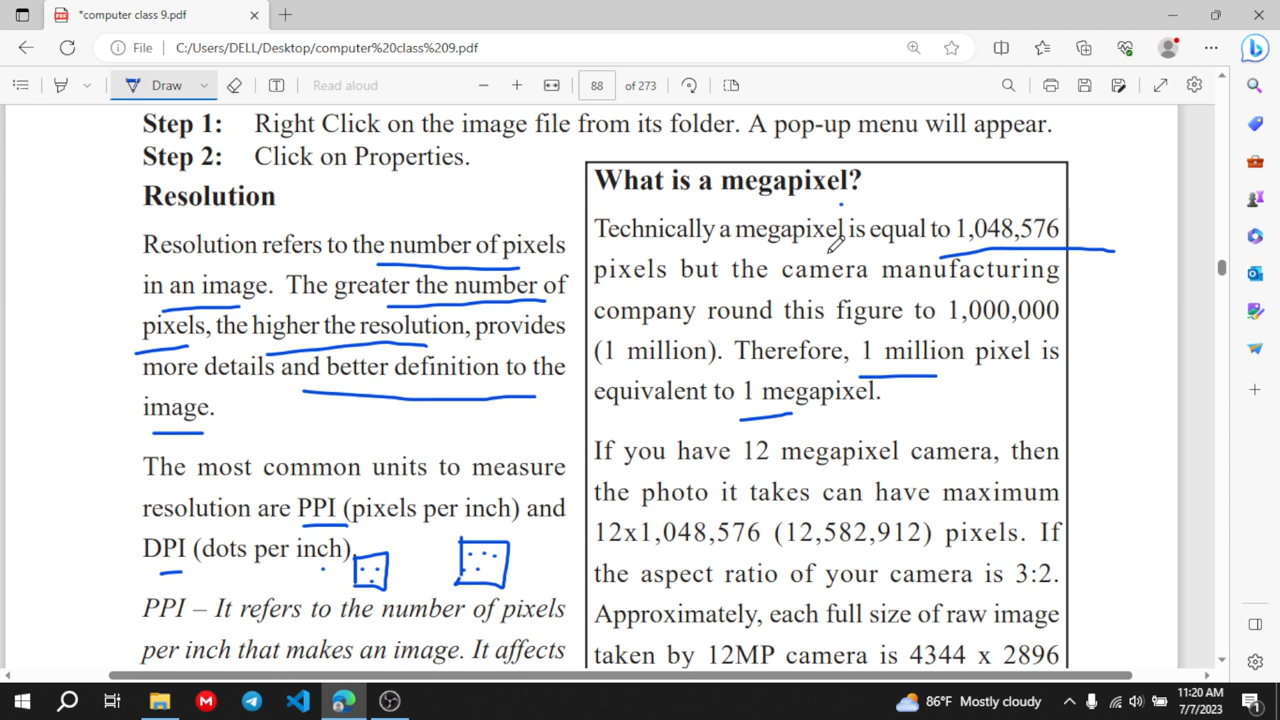 *computer class 9.pdf
File
C:/Users/DELL/Desktop/computer%20class%209.pdf
Draw
Read aloud
88
of 273
Step 1: Right Click on the image file from its folder. A pop-up menu will appear.
Step 2: Click on Properties.
Resolution
Resolution refers to the number of pixels
in an image. The greater the number of
pixels, the higher the resolution, provides
more details and better definition to the
image.
The most common units to measure
resolution are PPI (pixels per inch) and
DPI (dots per inch).
PPI – It refers to the number of pixels
per inch that makes an image. It affects
What is a megapixel?
Technically a megapixel is equal to 1,048,576
pixels but the camera manufacturing
company round this figure to 1,000,000
(1 million). Therefore, 1 million pixel is
equivalent to 1 megapixel.
If you have 12 megapixel camera, then
the photo it takes can have maximum
12x1,048,576 (12,582,912) pixels. If
the aspect ratio of your camera is 3:2.
Approximately, each full size of raw image
taken by 12MP camera is 4344 x 2896
86°F Mostly cloudy
11:20 AM
7/7/2023